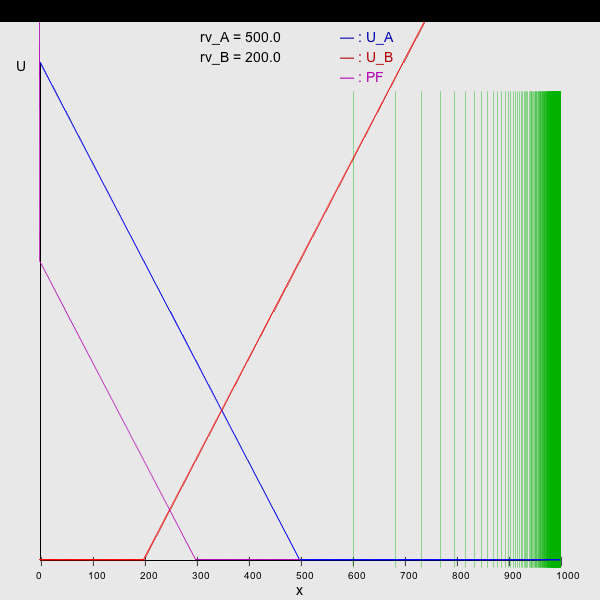 rv_A = 500.0 — : U_A
rv_B = 200.0 — : U_B
U
— : PF
0 100 200 300 400 500 600 700 800 900 1000
x